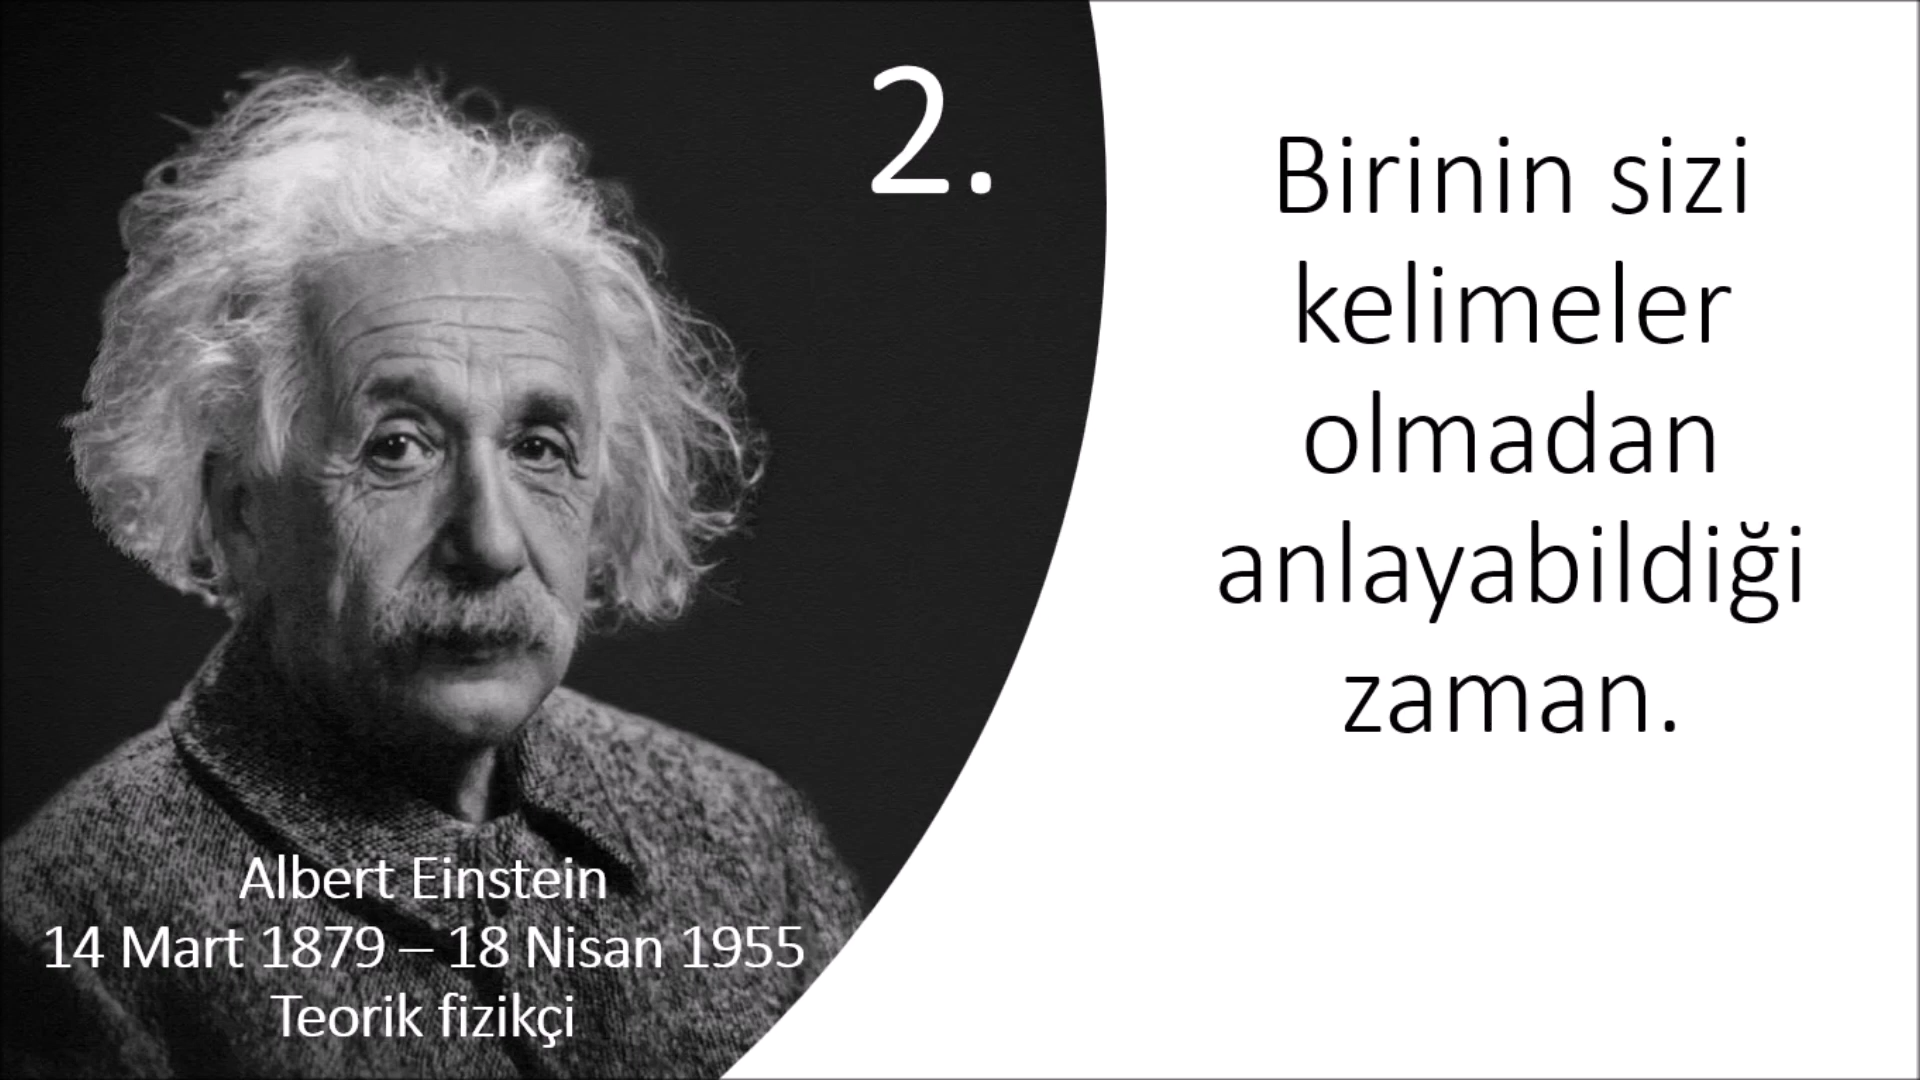 2.
Birinin sizi
kelimeler
olmadan
anlayabildiği
zaman.
Albert Einstein
14 Mart 1879 – 18 Nisan 1955
Teorik fizikçi